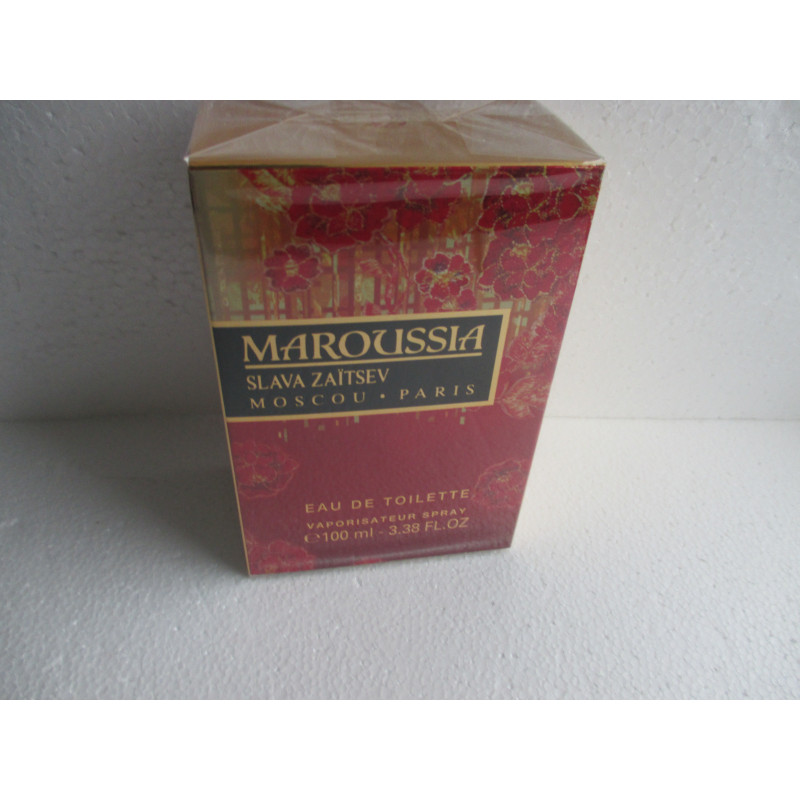 MAROUSSIA
SLAVA ZAÏTSEV
MOSCOU • PARIS
EAU DE TOILETTE
VAPORISATEUR SPRAY
℮100 ml - 3.38 FL.OZ